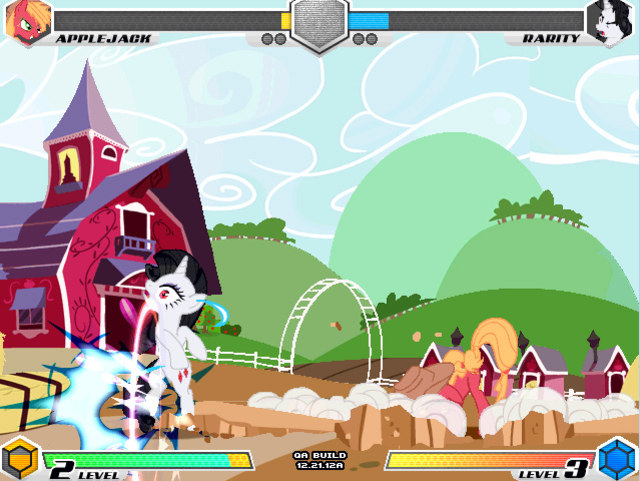 APPLEJACK
RARITY
2 LEVEL
QA BUILD
12.21.12A
LEVEL 3